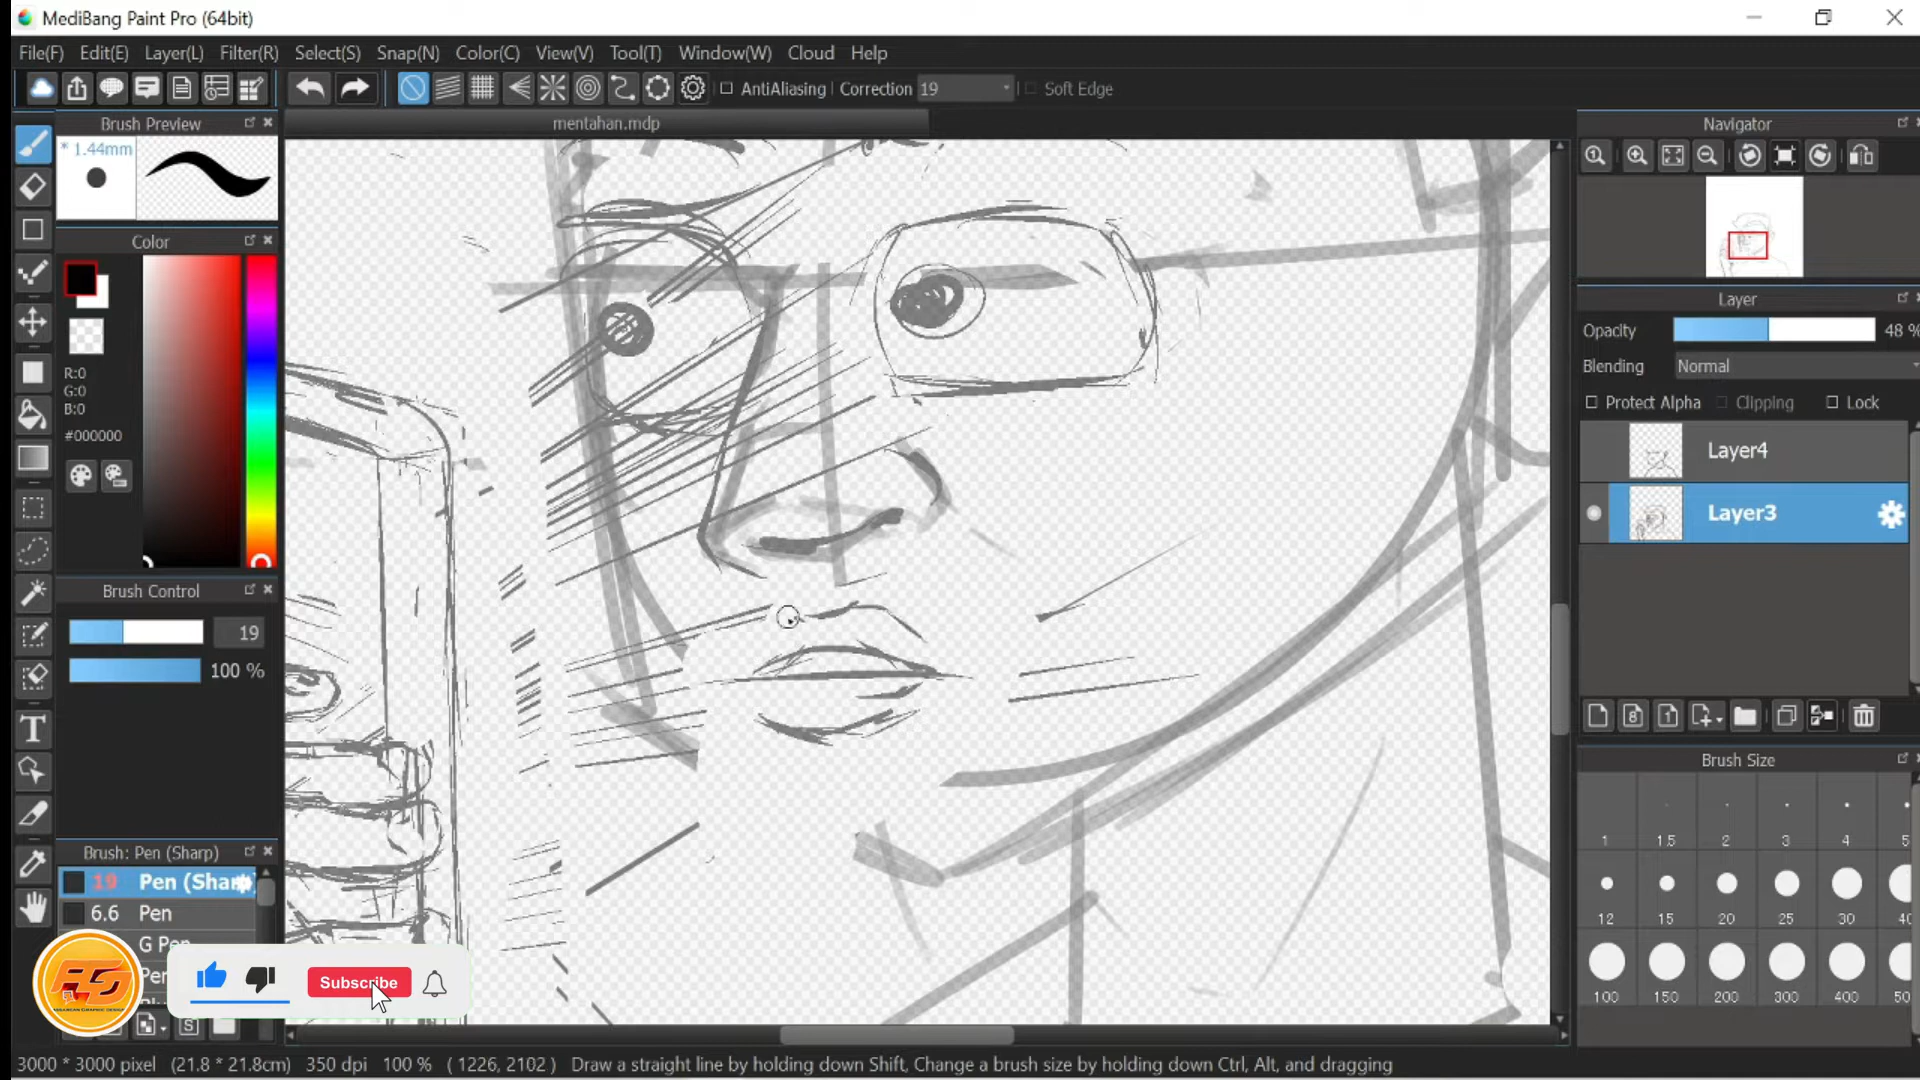 MediBang Paint Pro (64bit)
File(F) Edit(E) Layer(L) Filter(R) Select(S) Snap(N) Color(C) View(V) Tool(T) Window(W) Cloud Help
AntiAliasing Correction 19 Soft Edge
Brush Preview
mentahan.mdp
Navigator
* 1.44mm
Color
Layer
Opacity 48 %
Blending Normal
R:0
G:0
B:0
#000000
Protect Alpha Clipping Lock
Layer4
Layer3
Brush Control
19
100 %
Brush Size
1 1.5 2 3 4
12 15 20 25 30
100 150 200 300 400
Brush: Pen (Sharp)
19 Pen (Sha
6.6 Pen
G Pen
Subscribe
3000 * 3000 pixel (21.8 * 21.8cm) 350 dpi 100 % ( 1226, 2102 ) Draw a straight line by holding down Shift, Change a brush size by holding down Ctrl, Alt, and dragging